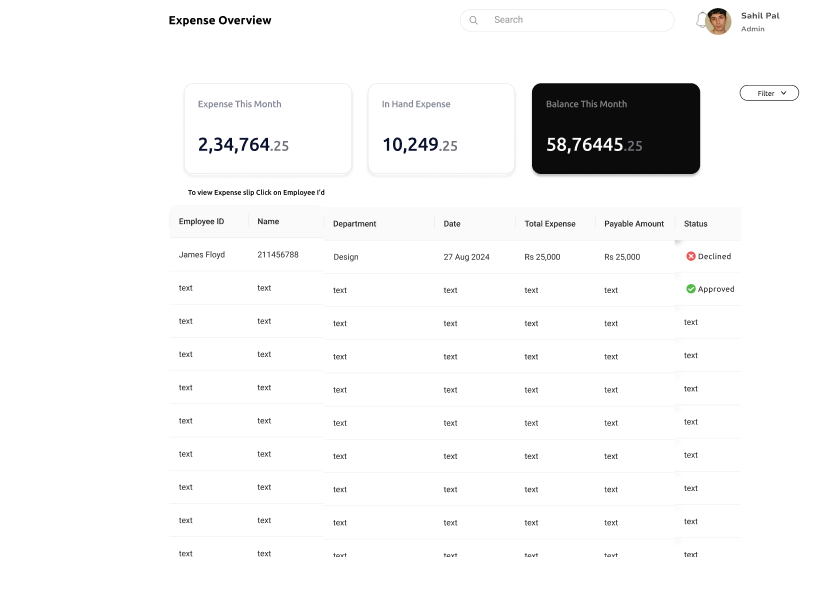 Expense Overview Search Sahil Pal
Admin
Filter
Expense This Month In Hand Expense Balance This Month
2,34,764.25 10,249.25 58,76445.25
To view Expense slip Click on Employee I'd
Employee ID Name Department Date Total Expense Payable Amount Status
James Floyd 211456788 Design 27 Aug 2024 Rs 25,000 Rs 25,000 Declined
text text text text text text Approved
text text text text text text text
text text text text text text text
text text text text text text text
text text text text text text text
text text text text text text text
text text text text text text text
text text text text text text text
text text text text text text text